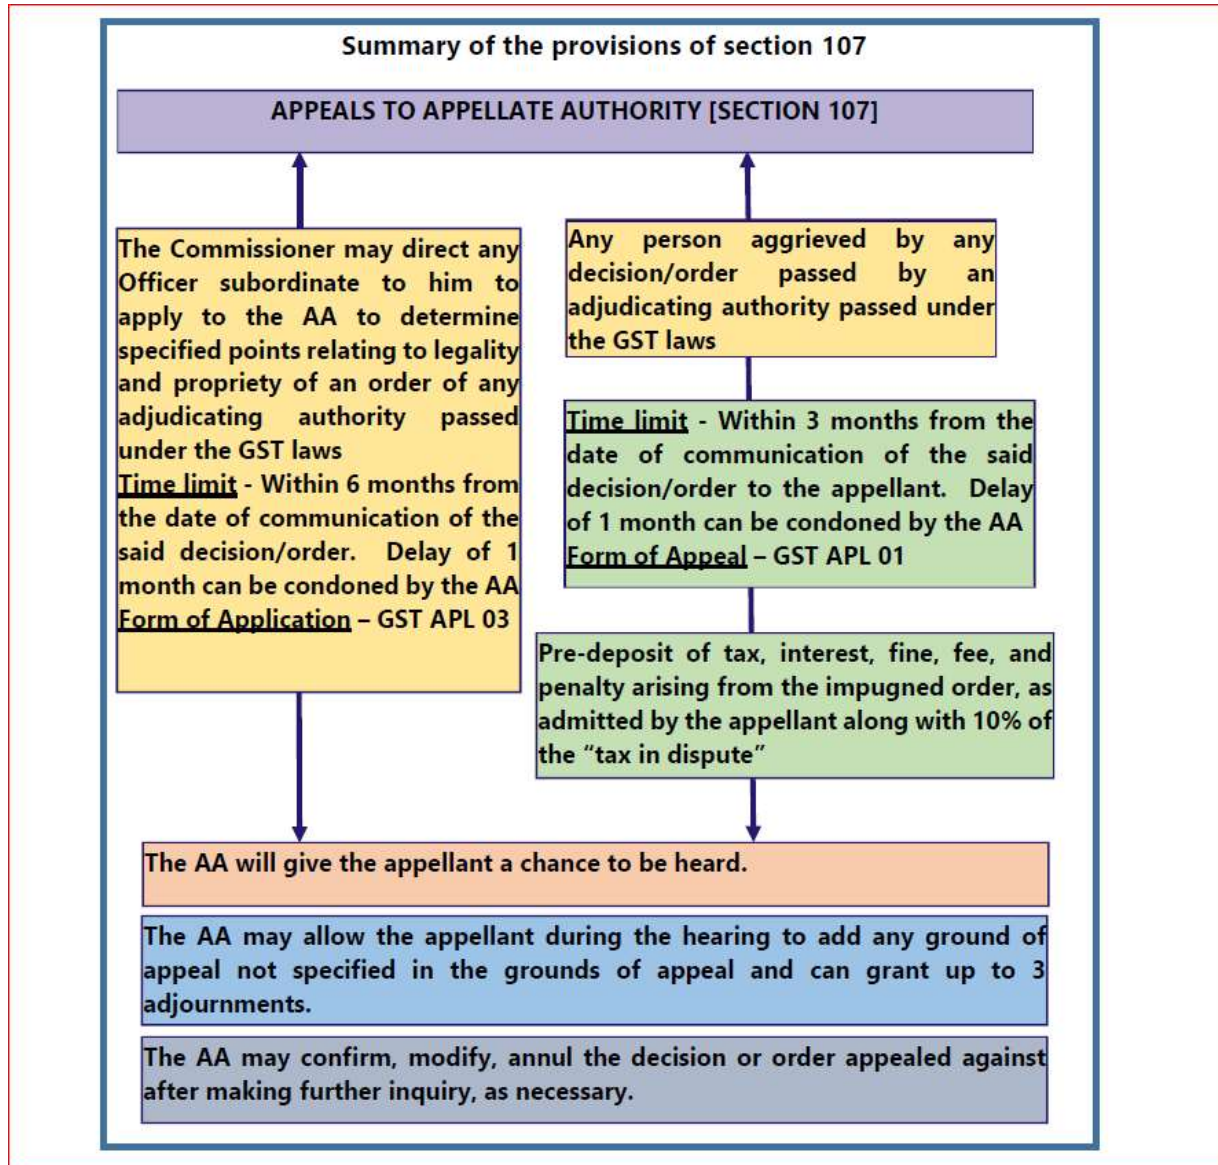 Summary of the provisions of section 107
APPEALS TO APPELLATE AUTHORITY [SECTION 107]
The Commissioner may direct any
Officer subordinate to him to
apply to the AA to determine
specified points relating to legality
and propriety of an order of any
adjudicating authority passed
under the GST laws
Time limit - Within 6 months from
the date of communication of the
said decision/order. Delay of 1
month can be condoned by the AA
Form of Application – GST APL 03
Any person aggrieved by any
decision/order passed by an
adjudicating authority passed under
the GST laws
Time limit - Within 3 months from the
date of communication of the said
decision/order to the appellant. Delay
of 1 month can be condoned by the AA
Form of Appeal – GST APL 01
Pre-deposit of tax, interest, fine, fee, and
penalty arising from the impugned order, as
admitted by the appellant along with 10% of
the “tax in dispute”
The AA will give the appellant a chance to be heard.
The AA may allow the appellant during the hearing to add any ground of
appeal not specified in the grounds of appeal and can grant up to 3
adjournments.
The AA may confirm, modify, annul the decision or order appealed against
after making further inquiry, as necessary.